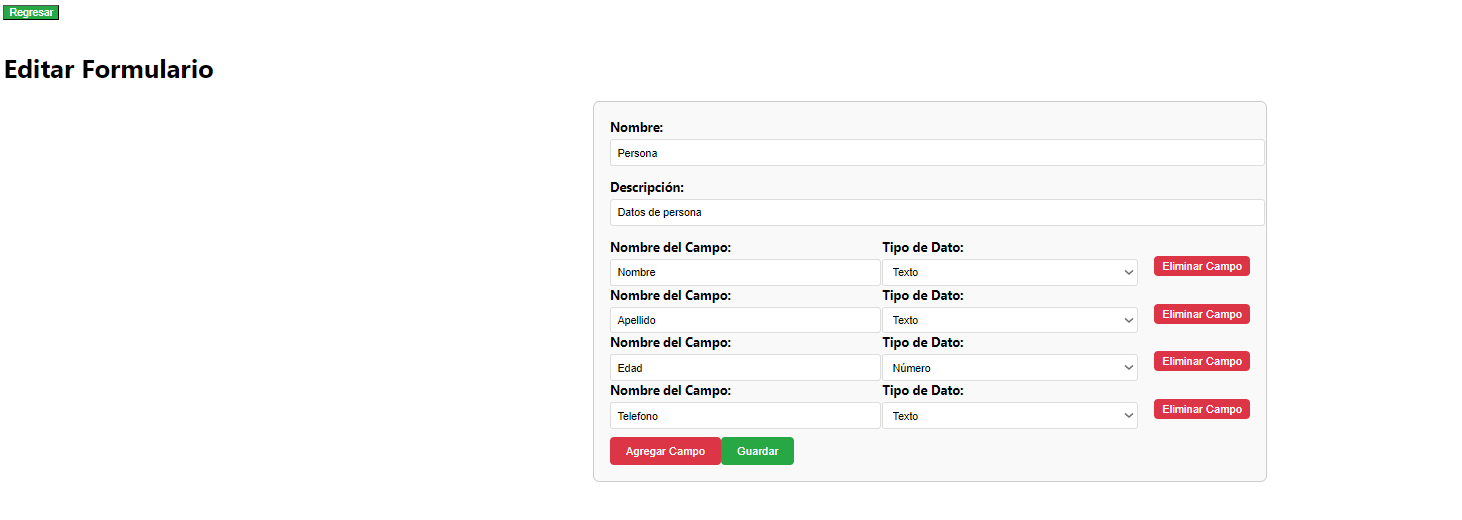 Regresar
Editar Formulario
Nombre:
Persona
Descripción:
Datos de persona
Nombre del Campo: Tipo de Dato:
Nombre Texto Eliminar Campo
Nombre del Campo: Tipo de Dato:
Apellido Texto Eliminar Campo
Nombre del Campo: Tipo de Dato:
Edad Número Eliminar Campo
Nombre del Campo: Tipo de Dato:
Telefono Texto Eliminar Campo
Agregar Campo Guardar